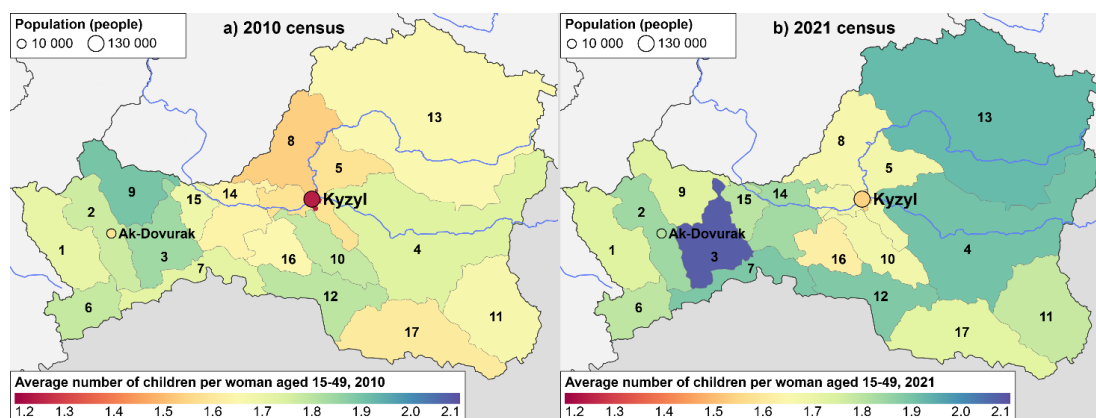 Population (people)
10 000 130 000
a) 2010 census
13
8
5
9
Kyzyl
14
15
2
Ak-Dovurak
1
4
3
16
10
7
12
6
11
17
Average number of children per woman aged 15-49, 2010
1.2 1.3 1.4 1.5 1.6 1.7 1.8 1.9 2.0 2.1
Population (people)
10 000 130 000
b) 2021 census
13
8
5
9
14
Kyzyl
15
2
Ak-Dovurak
1
4
3
16
10
7
12
6
11
17
Average number of children per woman aged 15-49, 2021
1.2 1.3 1.4 1.5 1.6 1.7 1.8 1.9 2.0 2.1